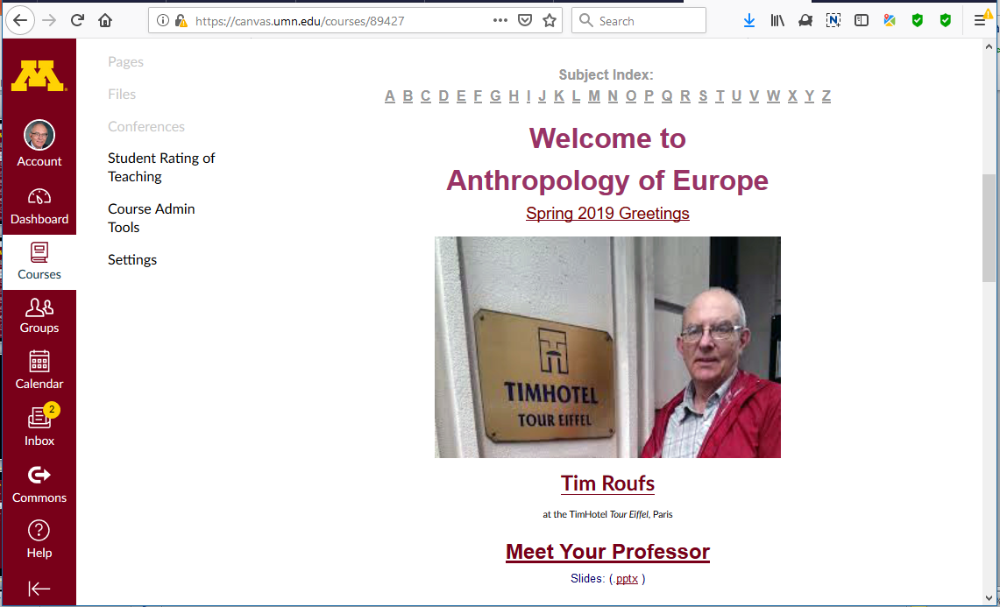 https://canvas.umn.edu/courses/89427
Search
M
Account
Dashboard
Courses
Groups
Calendar
2
Inbox
Commons
Help
Pages
Files
Conferences
Student Rating of
Teaching
Course Admin
Tools
Settings
Subject Index:
A B C D E F G H I J K L M N O P Q R S T U V W X Y Z
Welcome to
Anthropology of Europe
Spring 2019 Greetings
TIMHOTEL
TOUR EIFFEL
Tim Roufs
at the TimHotel Tour Eiffel, Paris
Meet Your Professor
Slides: (.pptx )